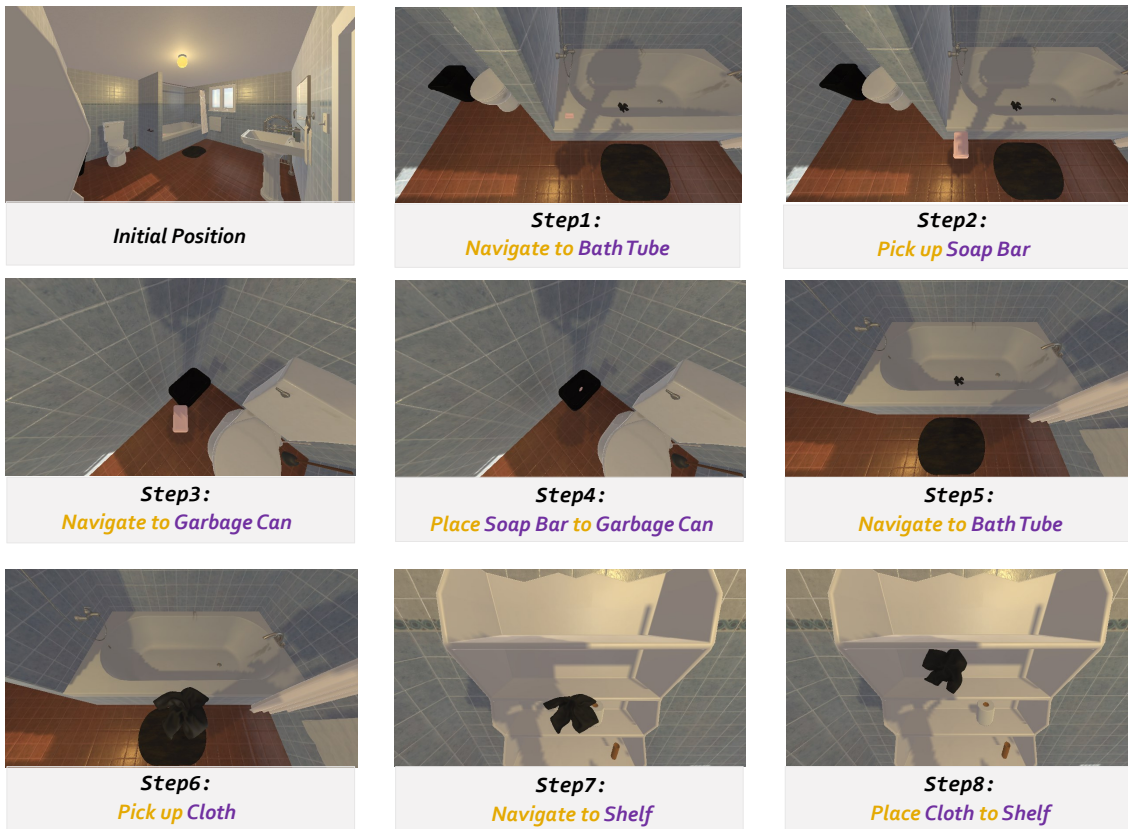 Initial Position
Step1:
Navigate to Bath Tube
Step2:
Pick up Soap Bar
Step3:
Navigate to Garbage Can
Step4:
Place Soap Bar to Garbage Can
Step5:
Navigate to Bath Tube
Step6:
Pick up Cloth
Step7:
Navigate to Shelf
Step8:
Place Cloth to Shelf